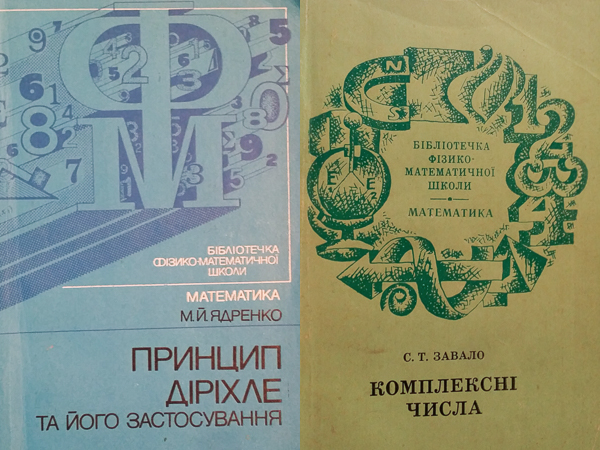 ФМ
БІБЛІОТЕЧКА
ФІЗИКО-МАТЕМАТИЧНОЇ
ШКОЛИ
МАТЕМАТИКА
М.Й.ЯДРЕНКО
ПРИНЦИП
ДІРІХЛЕ
ТА ЙОГО ЗАСТОСУВАННЯ
БІБЛІОТЕЧКА
ФІЗИКО-
МАТЕМАТИЧНОЇ
ШКОЛИ
МАТЕМАТИКА
С. Т. ЗАВАЛО
КОМПЛЕКСНІ
ЧИСЛА